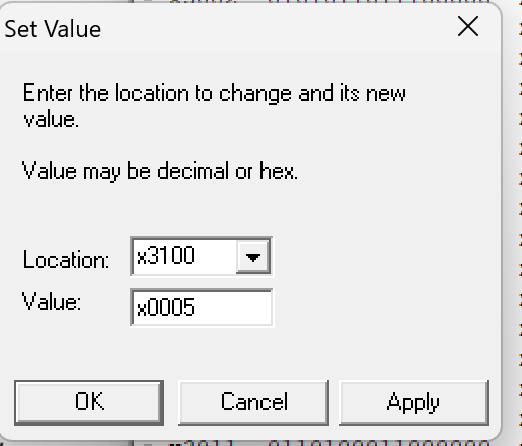 Set Value
Enter the location to change and its new
value.
Value may be decimal or hex.
Location: x3100
Value: x0005
OK Cancel Apply